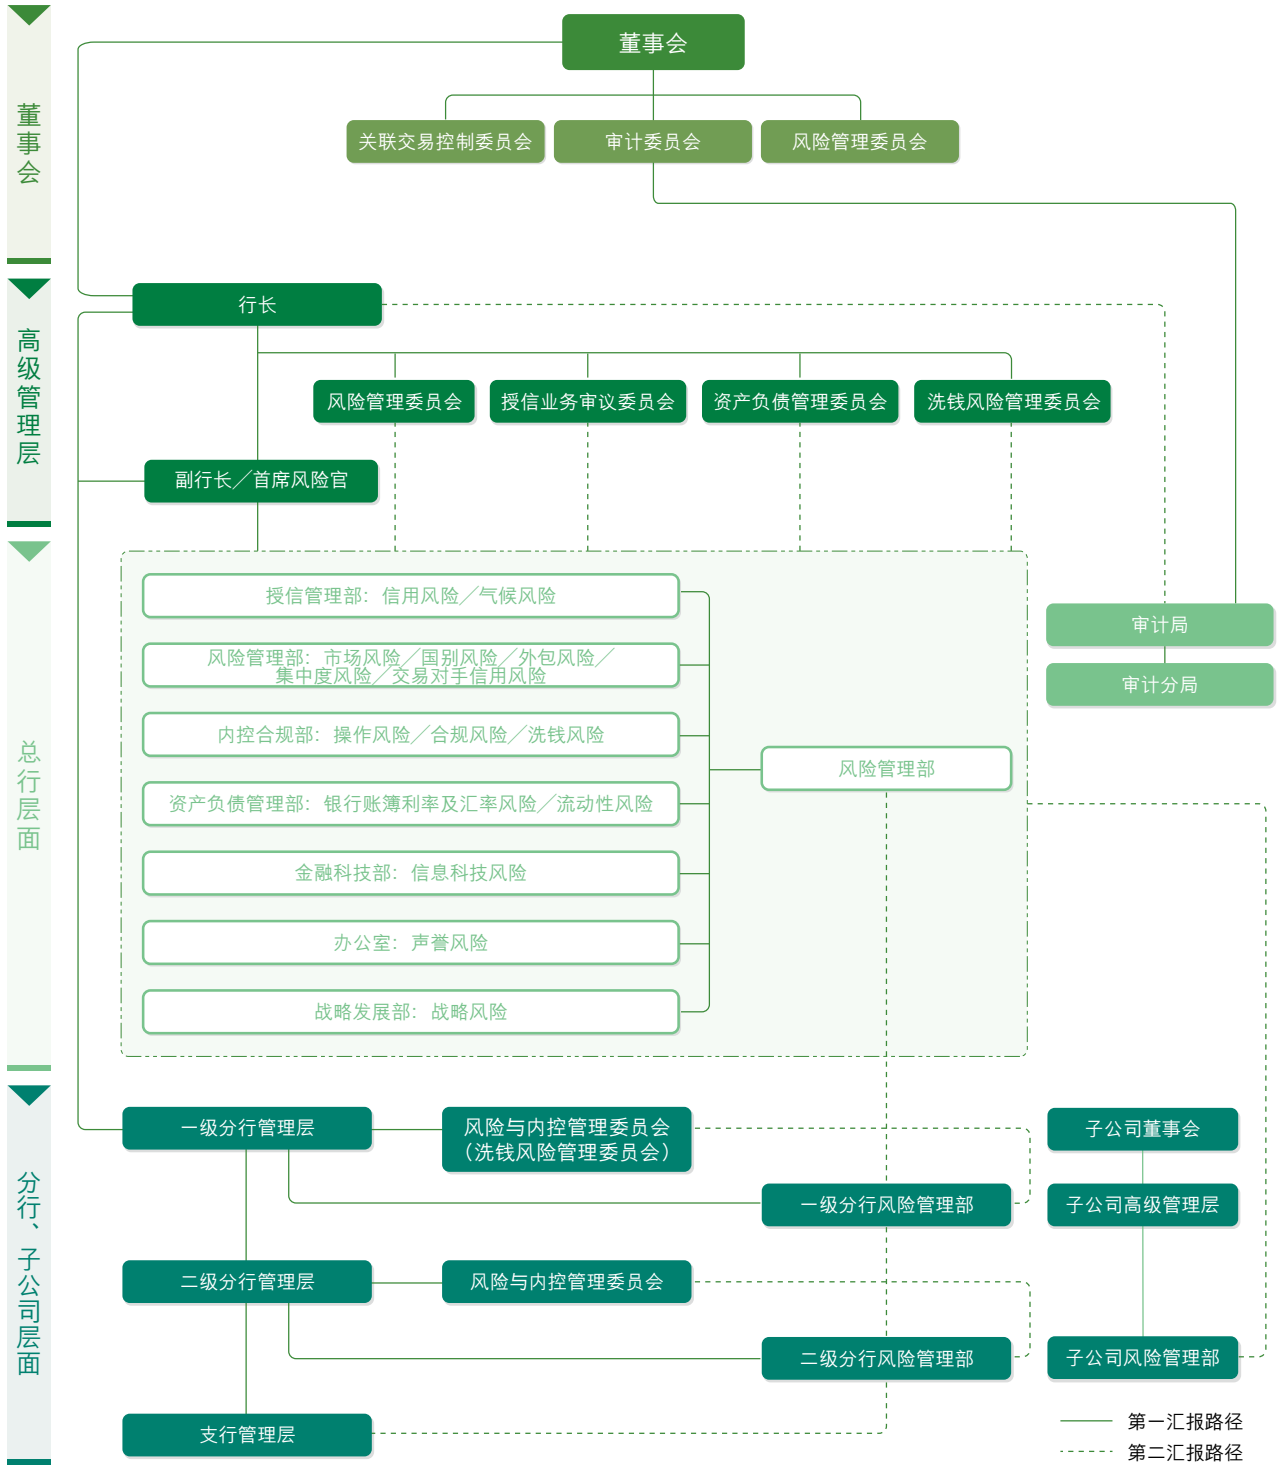 董事会
董事会
关联交易控制委员会
审计委员会
风险管理委员会
高级管理层
行长
风险管理委员会
授信业务审议委员会
资产负债管理委员会
洗钱风险管理委员会
副行长／首席风险官
总行层面
授信管理部：信用风险／气候风险
风险管理部：市场风险／国别风险／外包风险／
集中度风险／交易对手信用风险
内控合规部：操作风险／合规风险／洗钱风险
资产负债管理部：银行账簿利率及汇率风险／流动性风险
金融科技部：信息科技风险
办公室：声誉风险
战略发展部：战略风险
风险管理部
审计局
审计分局
分行、子公司层面
一级分行管理层
风险与内控管理委员会
（洗钱风险管理委员会）
一级分行风险管理部
二级分行管理层
风险与内控管理委员会
二级分行风险管理部
支行管理层
子公司董事会
子公司高级管理层
子公司风险管理部
第一汇报路径
第二汇报路径